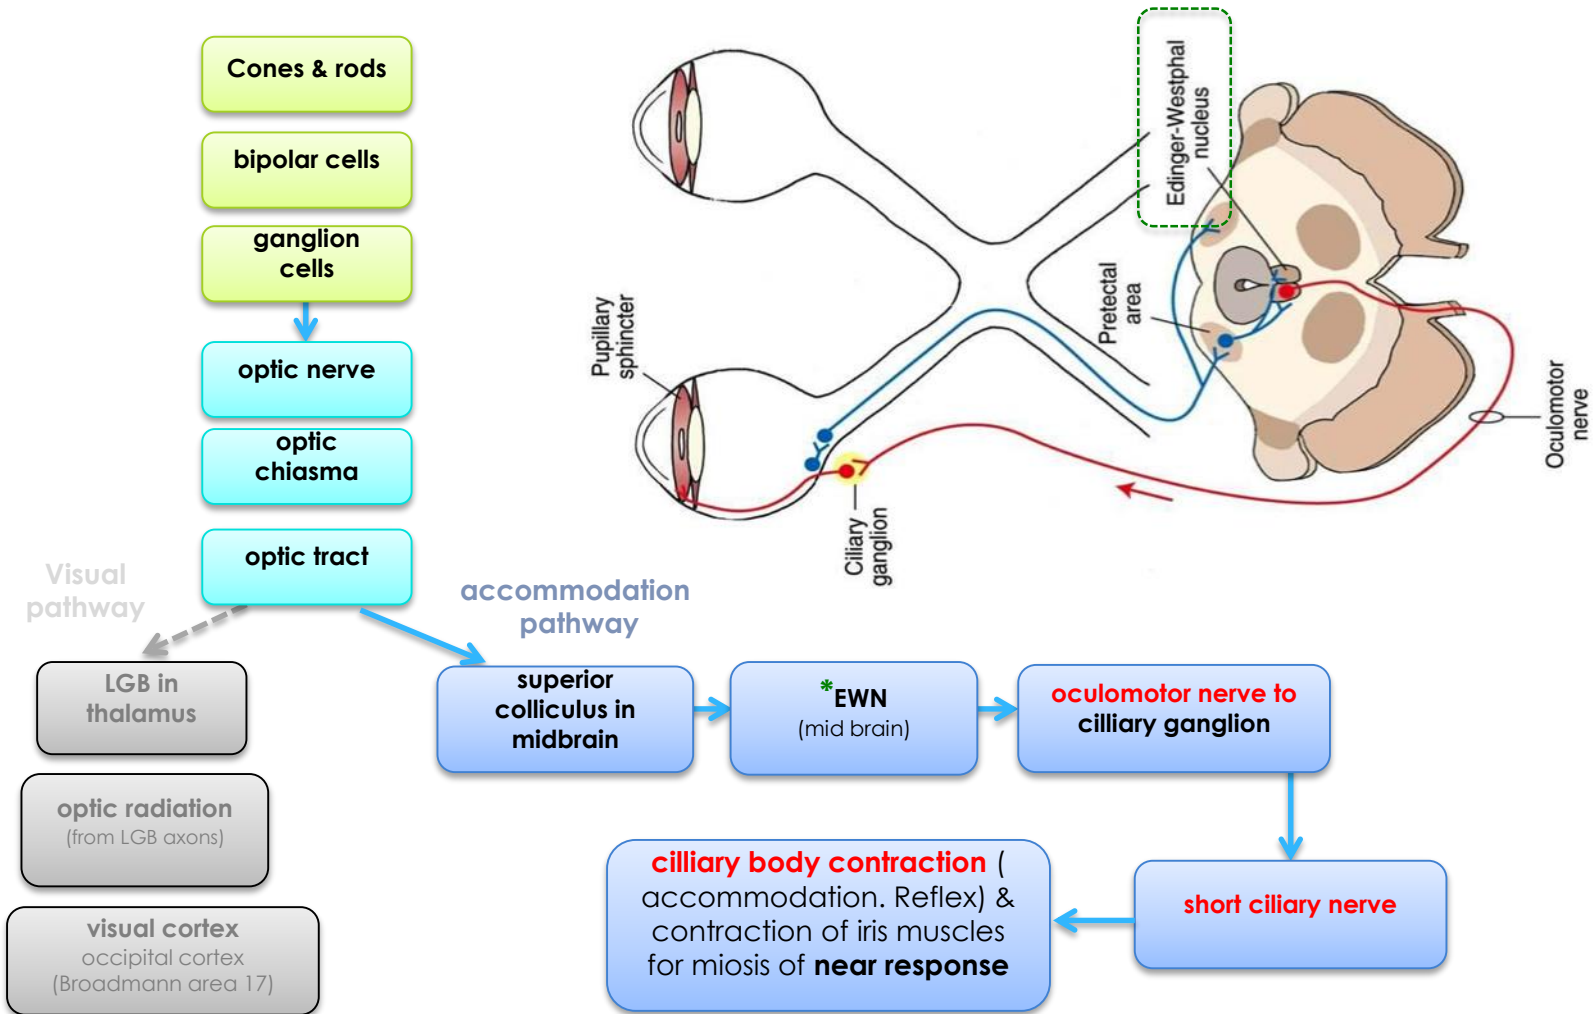 Cones & rods
bipolar cells
ganglion
cells
optic nerve
optic
chiasma
optic tract
Visual
pathway
accommodation
pathway
LGB in
thalamus
optic radiation
(from LGB axons)
visual cortex
occipital cortex
(Broadmann area 17)
superior
colliculus in
midbrain
*EWN
(mid brain)
oculomotor nerve to
cilliary ganglion
short ciliary nerve
cilliary body contraction (
accommodation. Reflex) &
contraction of iris muscles
for miosis of near response
Edinger-Westphal
nucleus
Pretectal
area
Pupillary
sphincter
Ciliary
ganglion
Oculomotor
nerve